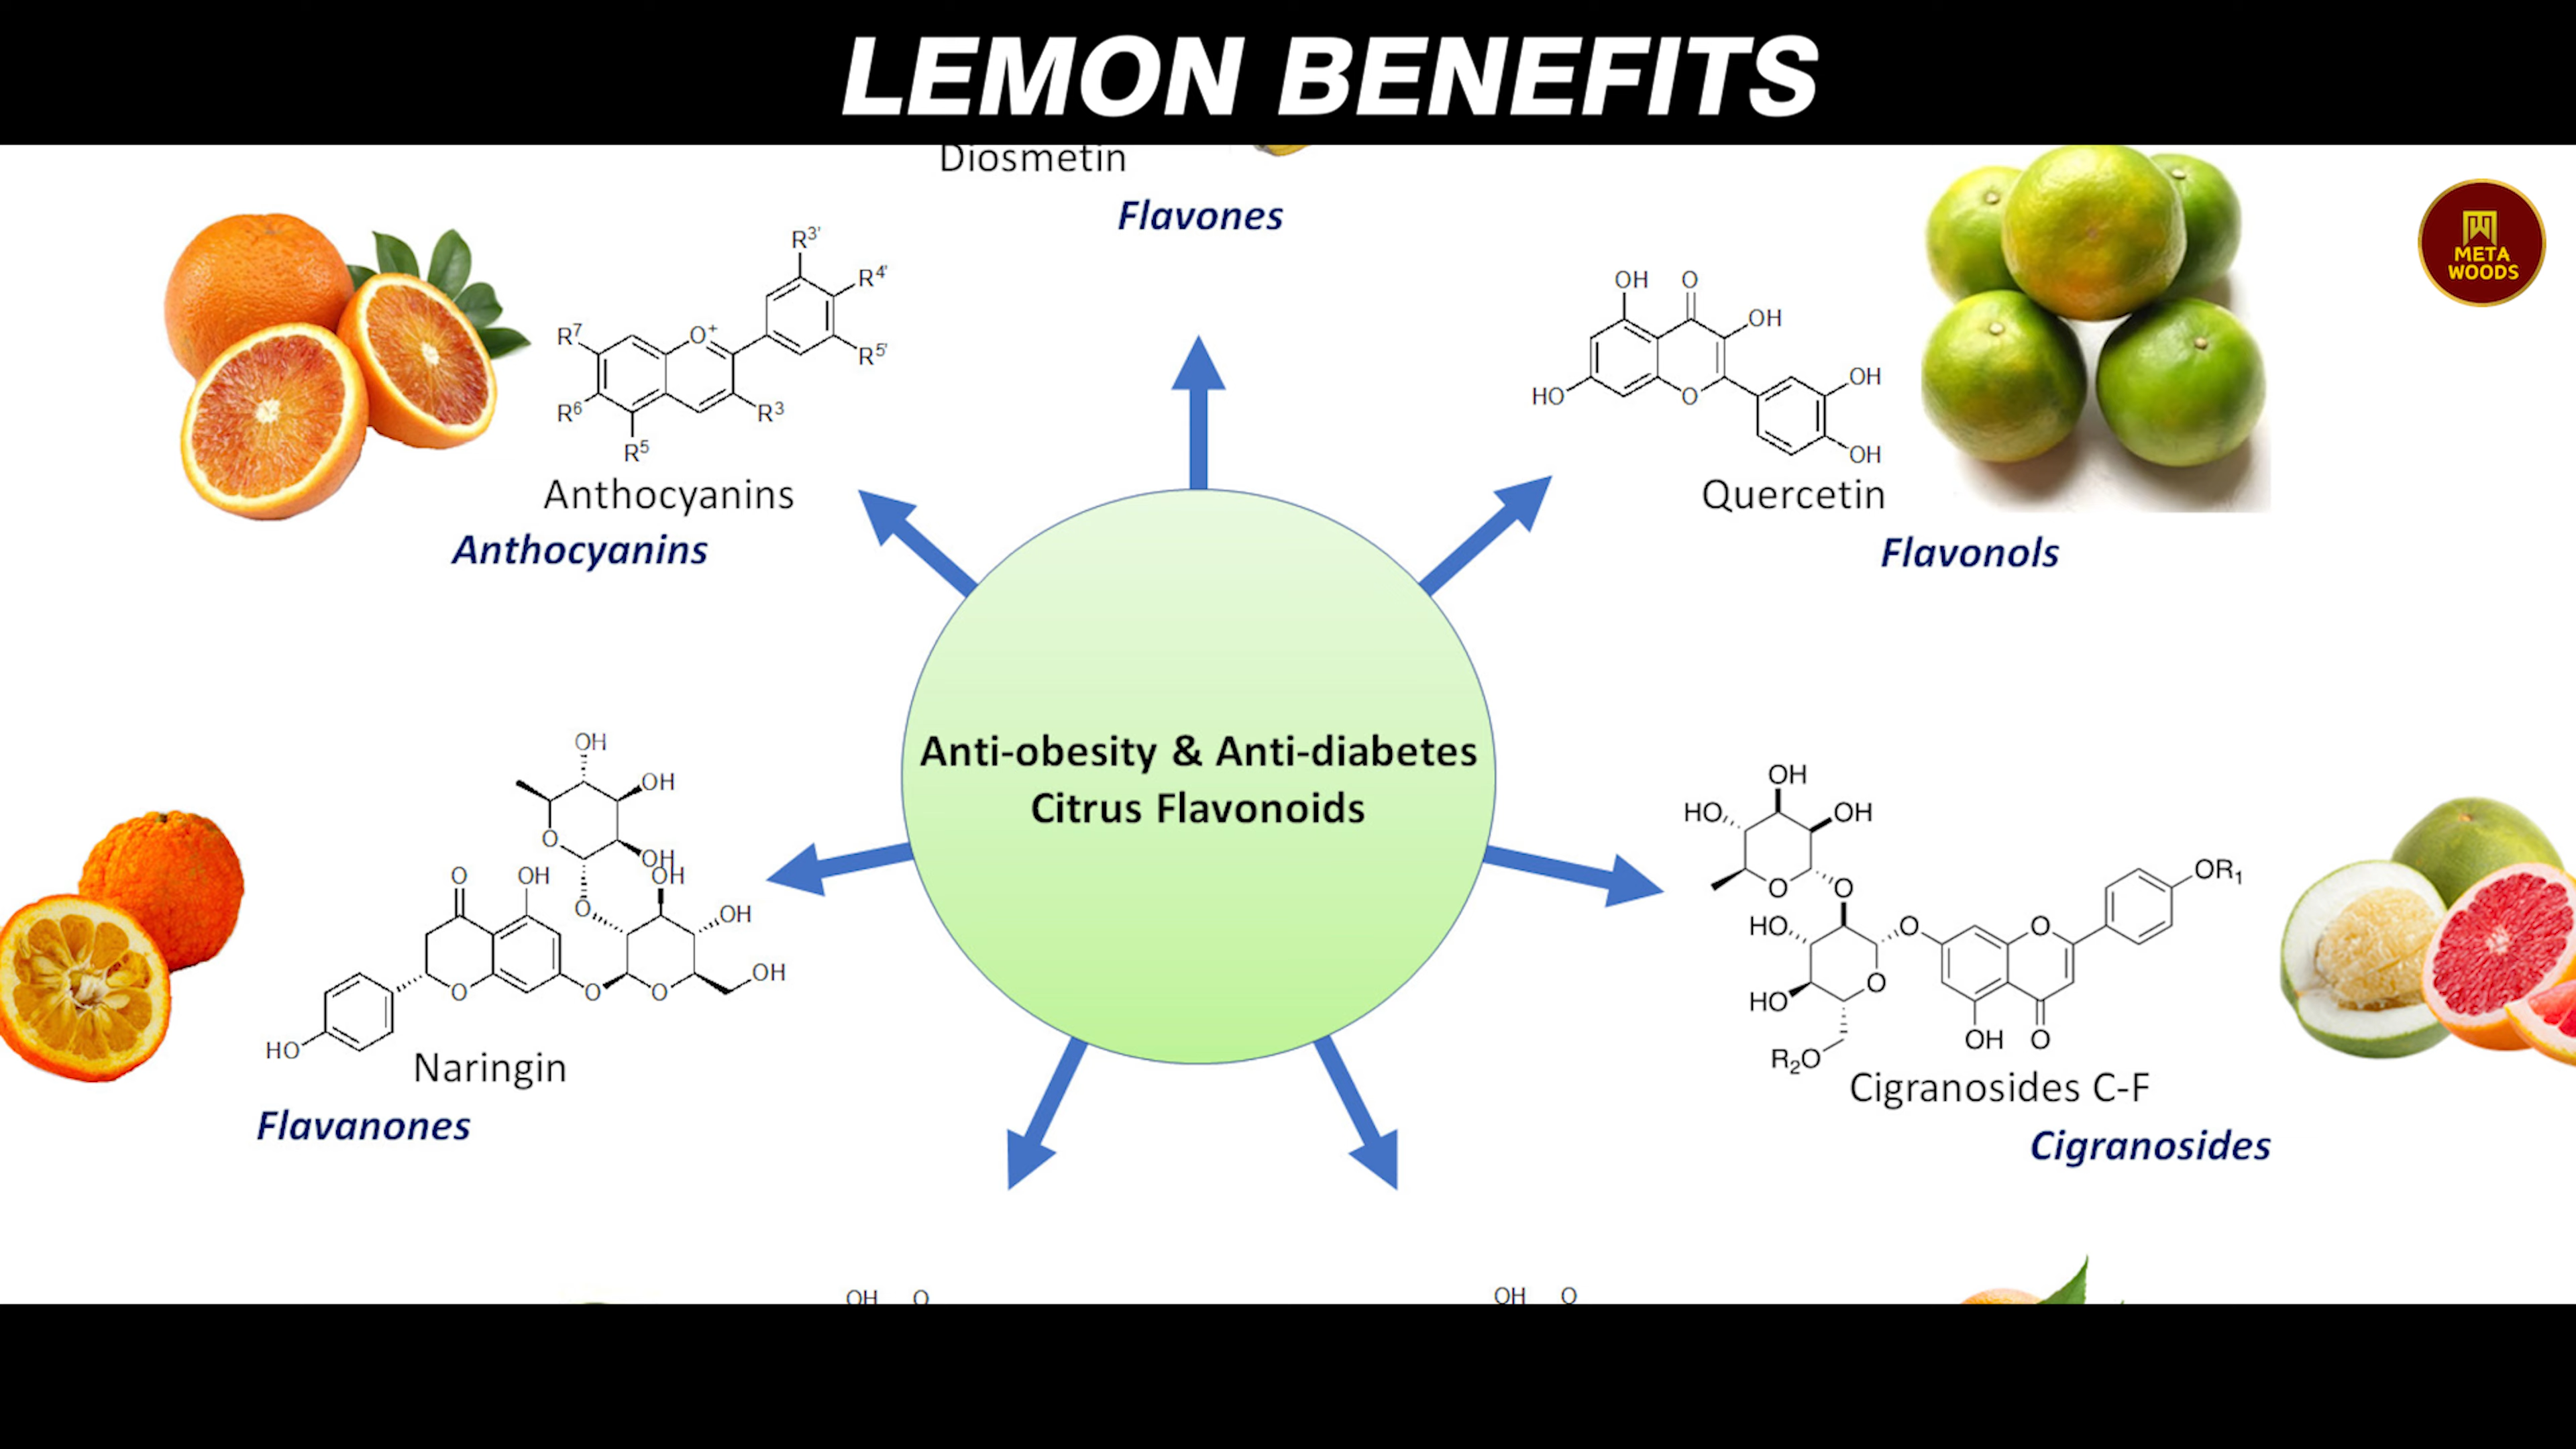 LEMON BENEFITS
Diosmetin
Flavones
META
WOODS
R3'
R4'
R5'
R7
O+
R6
R3
R5
Anthocyanins
Anthocyanins
OH
O
OH
HO
O
OH
OH
Quercetin
Flavonols
Anti-obesity & Anti-diabetes
Citrus Flavonoids
OH
OH
O
OH
O
OH
OH
O
OH
O
O
O
OH
HO
Naringin
Flavanones
OH
HO
OH
O
O
HO
O
O
OR1
O
HO
OH
O
R2O
Cigranosides C-F
Cigranosides
OH
O
OH
O